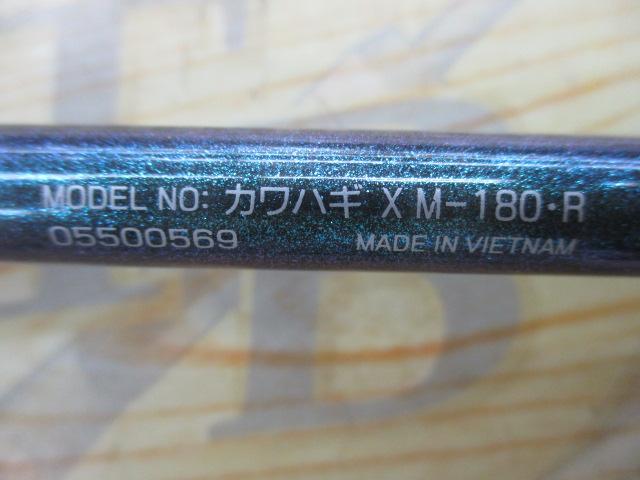 MODEL NO: カワハギ X M-180・R
05500569 MADE IN VIETNAM